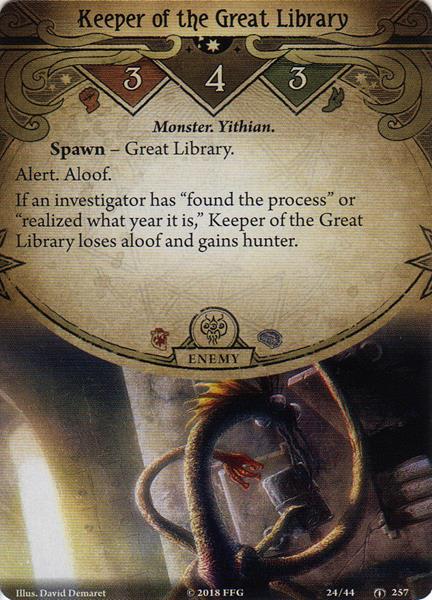 Keeper of the Great Library
3
4
3
Monster. Yithian.
Spawn – Great Library.
Alert. Aloof.
If an investigator has “found the process” or
“realized what year it is,” Keeper of the Great
Library loses aloof and gains hunter.
ENEMY
Illus. David Demaret
© 2018 FFG
24/44
257